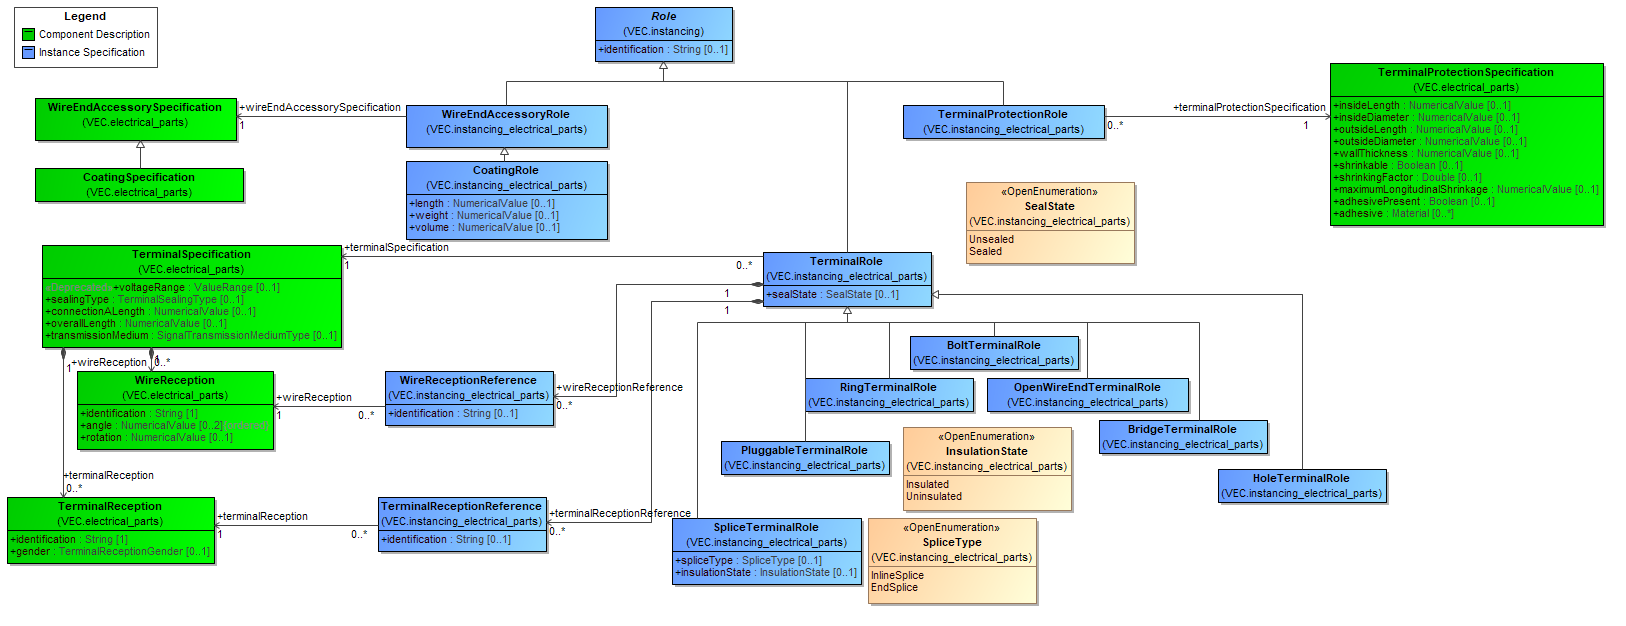 Legend
Component Description
Instance Specification
Role
(VEC.instancing)
+identification : String [0..1]
WireEndAccessorySpecification
(VEC.electrical_parts)
+wireEndAccessorySpecification
1
WireEndAccessoryRole
(VEC.instancing_electrical_parts)
TerminalProtectionRole
(VEC.instancing_electrical_parts)
0..*
+terminalProtectionSpecification
1
TerminalProtectionSpecification
(VEC.electrical_parts)
+insideLength : NumericalValue [0..1]
+insideDiameter : NumericalValue [0..1]
+outsideLength : NumericalValue [0..1]
+outsideDiameter : NumericalValue [0..1]
+wallThickness : NumericalValue [0..1]
+shrinkable : Boolean [0..1]
+shrinkingFactor : Double [0..1]
+maximumLongitudinalShrinkage : NumericalValue [0..1]
+adhesivePresent : Boolean [0..1]
+adhesive : Material [0..*]
CoatingSpecification
(VEC.electrical_parts)
CoatingRole
(VEC.instancing_electrical_parts)
+length : NumericalValue [0..1]
+weight : NumericalValue [0..1]
+volume : NumericalValue [0..1]
«OpenEnumeration»
SealState
(VEC.instancing_electrical_parts)
Unsealed
Sealed
TerminalSpecification
(VEC.electrical_parts)
«Deprecated»+voltageRange : ValueRange [0..1]
+sealingType : TerminalSealingType [0..1]
+connectionALength : NumericalValue [0..1]
+overallLength : NumericalValue [0..1]
+transmissionMedium : SignalTransmissionMediumType [0..1]
+terminalSpecification
1
0..*
TerminalRole
(VEC.instancing_electrical_parts)
+sealState : SealState [0..1]
1
1
1
+wireReception
1
0..*
WireReception
(VEC.electrical_parts)
+identification : String [1]
+angle : NumericalValue [0..2]{ordered}
+rotation : NumericalValue [0..1]
+wireReception
1
0..*
WireReceptionReference
(VEC.instancing_electrical_parts)
+identification : String [0..1]
+wireReceptionReference
0..*
BoltTerminalRole
(VEC.instancing_electrical_parts)
RingTerminalRole
(VEC.instancing_electrical_parts)
OpenWireEndTerminalRole
(VEC.instancing_electrical_parts)
BridgeTerminalRole
(VEC.instancing_electrical_parts)
PluggableTerminalRole
(VEC.instancing_electrical_parts)
«OpenEnumeration»
InsulationState
(VEC.instancing_electrical_parts)
Insulated
Uninsulated
HoleTerminalRole
(VEC.instancing_electrical_parts)
+terminalReception
0..*
TerminalReception
(VEC.electrical_parts)
+identification : String [1]
+gender : TerminalReceptionGender [0..1]
+terminalReception
1
0..*
TerminalReceptionReference
(VEC.instancing_electrical_parts)
+identification : String [0..1]
+terminalReceptionReference
0..*
SpliceTerminalRole
(VEC.instancing_electrical_parts)
+spliceType : SpliceType [0..1]
+insulationState : InsulationState [0..1]
«OpenEnumeration»
SpliceType
(VEC.instancing_electrical_parts)
InlineSplice
EndSplice